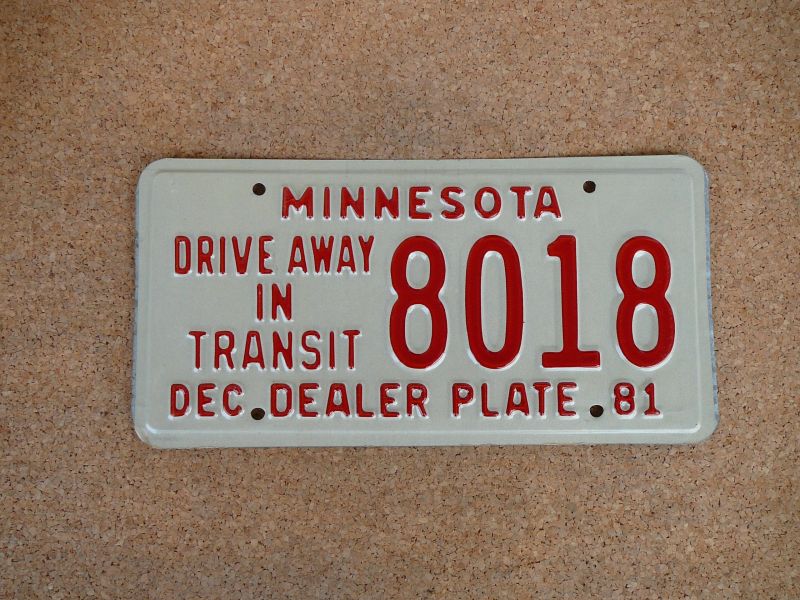 MINNESOTA
DRIVE AWAY
IN
TRANSIT
8018
DEC. DEALER PLATE 81